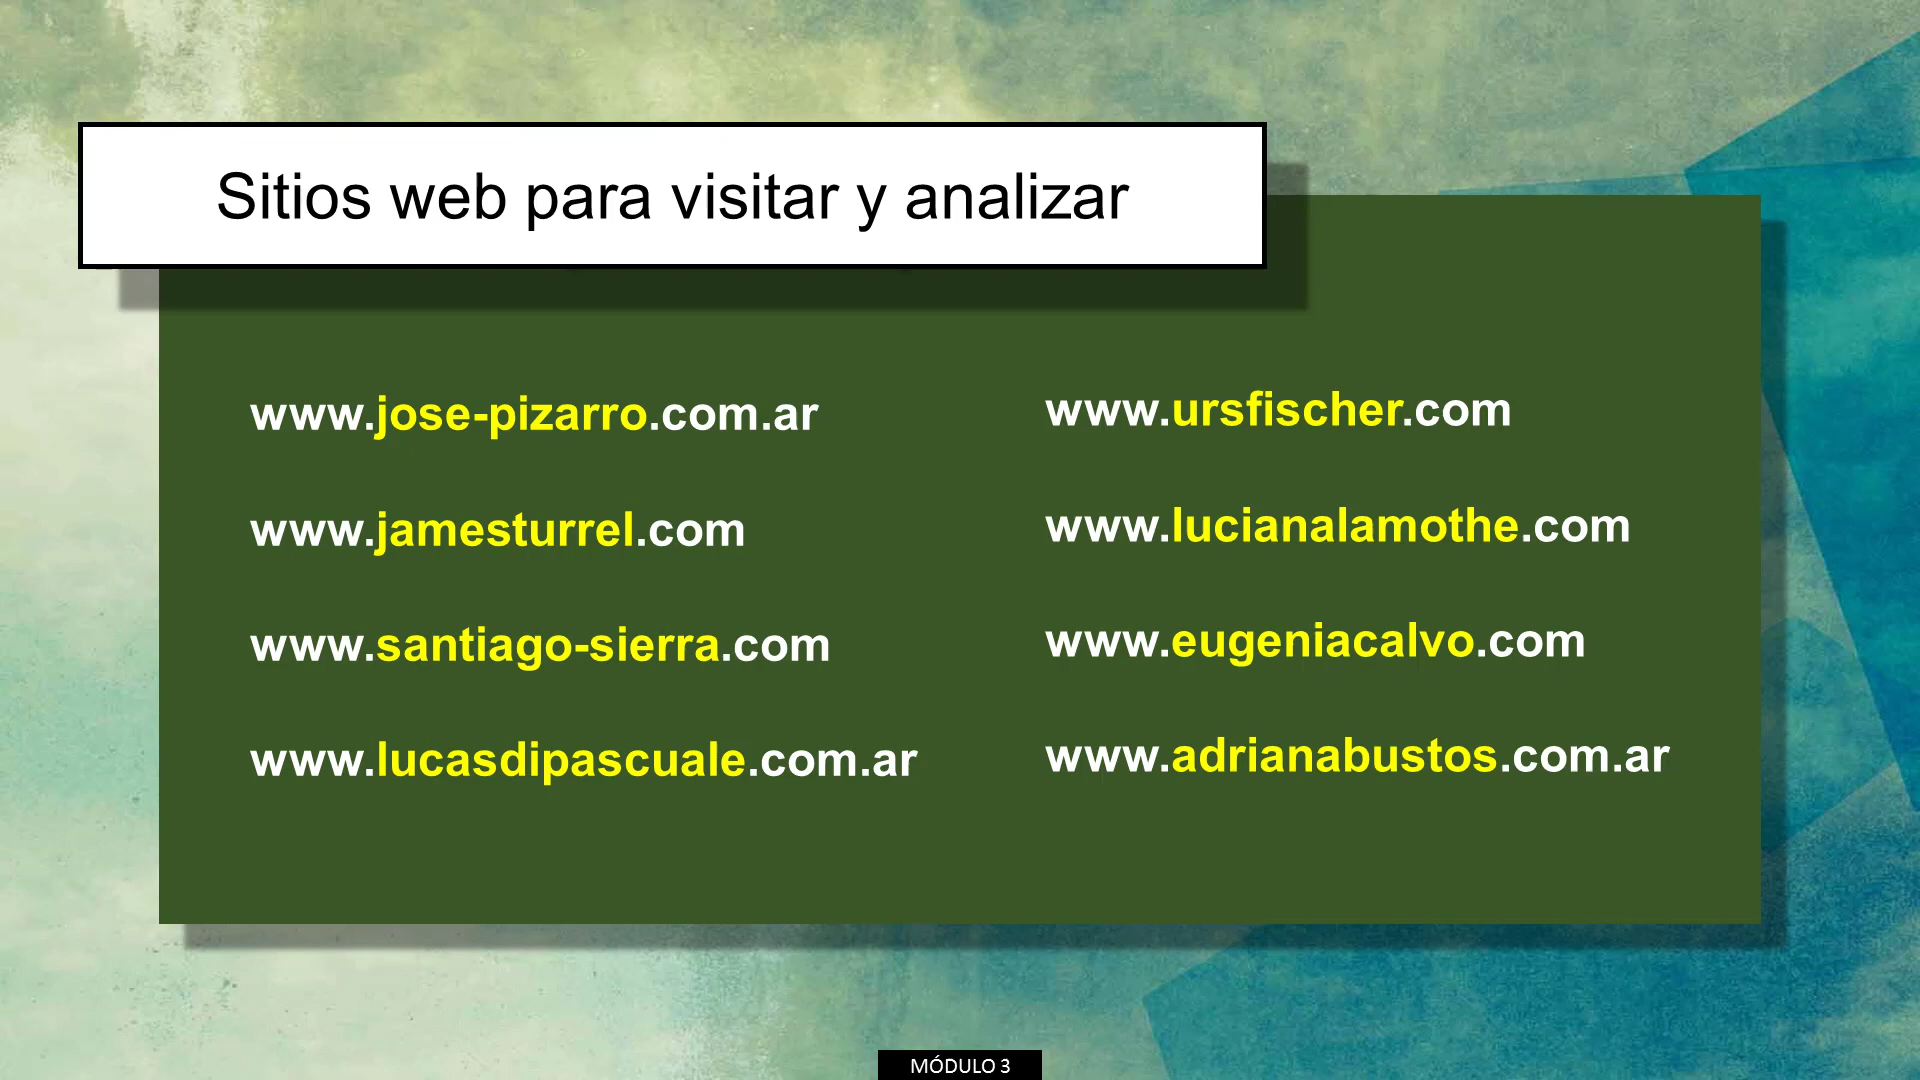 Sitios web para visitar y analizar
www.jose-pizarro.com.ar
www.jamesturrel.com
www.santiago-sierra.com
www.lucasdipascuale.com.ar
www.ursfischer.com
www.lucianalamothe.com
www.eugeniacalvo.com
www.adrianabustos.com.ar
MÓDULO 3